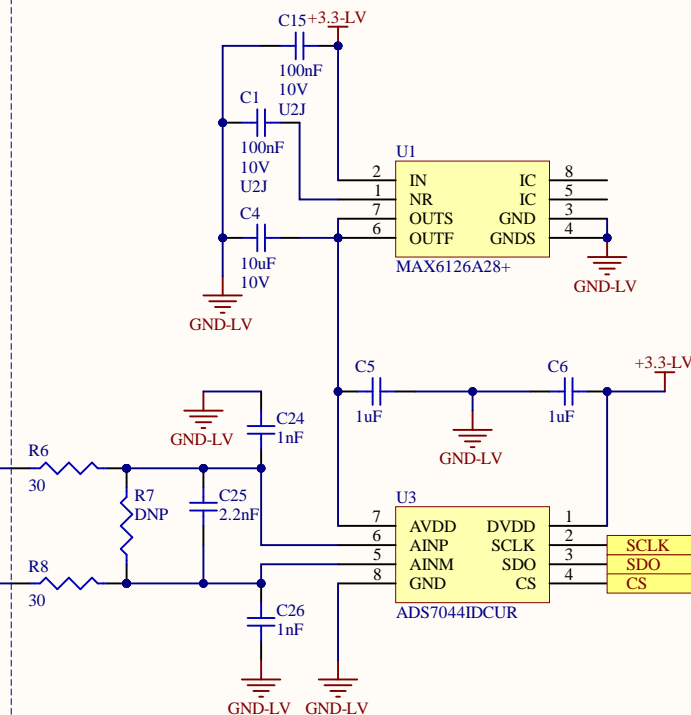 C15
+3.3-LV
100nF
10V
U2J
C1
100nF
10V
U2J
C4
10uF
10V
GND-LV
U1
2 IN IC 8
1 NR IC 5
7 OUTS GND 3
6 OUTF GNDS 4
MAX6126A28+
GND-LV
C5
1uF
C6
1uF
+3.3-LV
GND-LV
GND-LV
C24
1nF
R6
30
R7
DNP
C25
2.2nF
R8
30
C26
1nF
GND-LV
GND-LV
U3
7 AVDD DVDD 1
6 AINP SCLK 2
5 AINM SDO 3
8 GND CS 4
ADS7044IDCUR
SCLK
SDO
CS